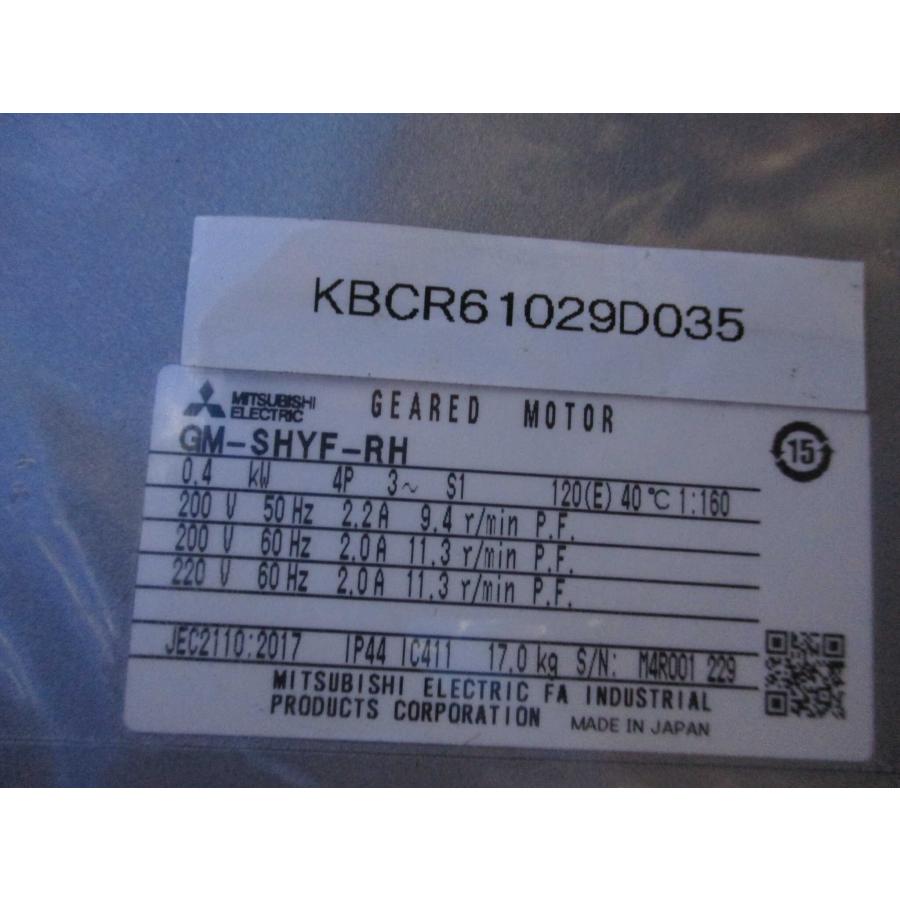 KBCR61029D035
MITSUBISHI ELECTRIC GEARED MOTOR
GM-SHYF-RH
15
0.4 kW 4P 3~ S1 120(E) 40℃ 1:160
200 V 50 Hz 2.2 A 9.4 r/min P.F.
200 V 60 Hz 2.0 A 11.3 r/min P.F.
220 V 60 Hz 2.0 A 11.3 r/min P.F.
JEC2110:2017 IP44 IC411 17.0 kg S/N: M4R001 229
MITSUBISHI ELECTRIC FA INDUSTRIAL
PRODUCTS CORPORATION MADE IN JAPAN